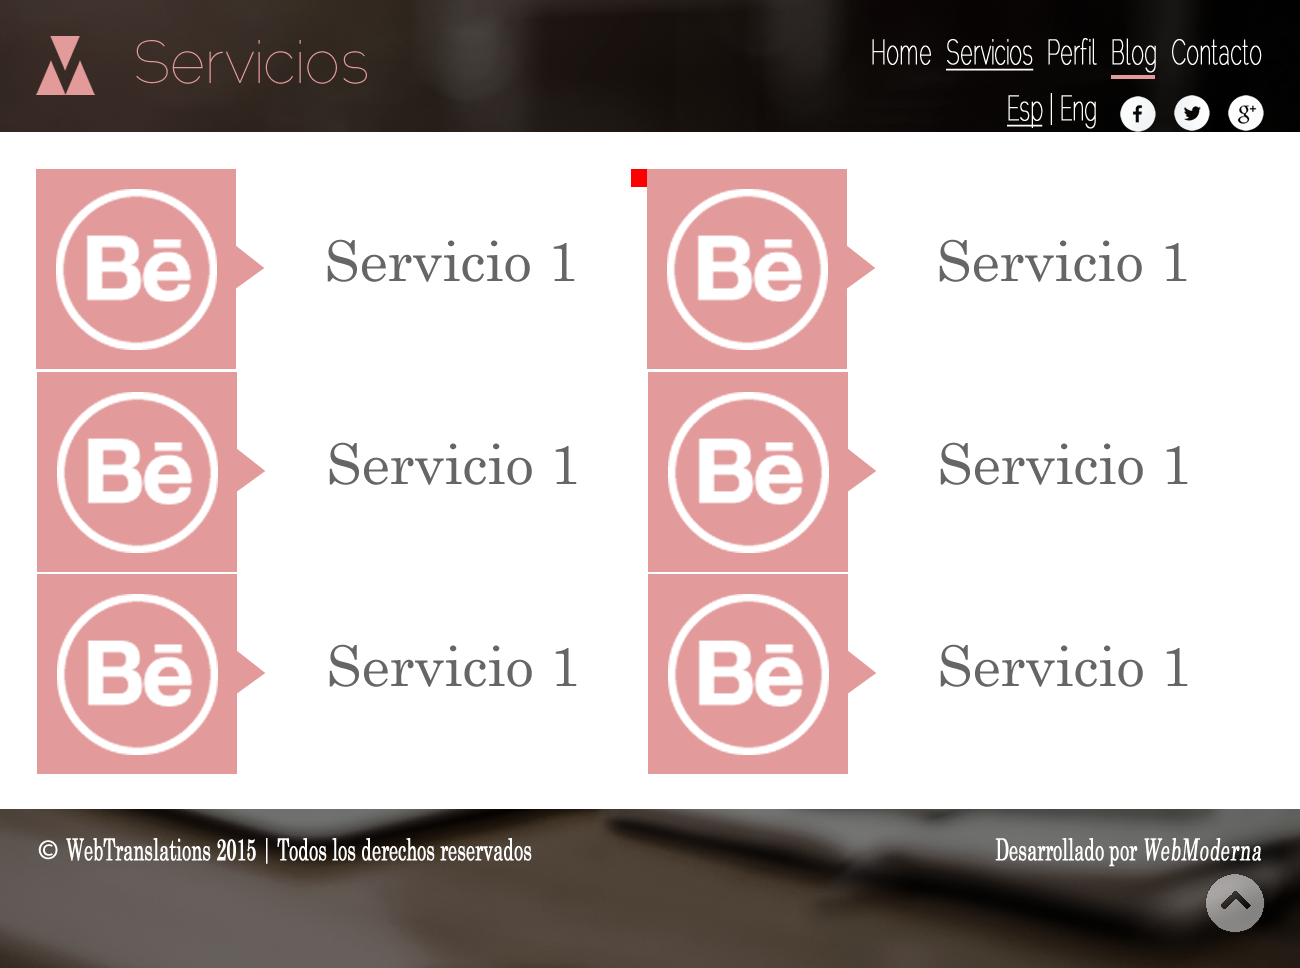 Servicios
Home Servicios Perfil Blog Contacto
Esp | Eng f g+
Bē Servicio 1 Bē Servicio 1
Bē Servicio 1 Bē Servicio 1
Bē Servicio 1 Bē Servicio 1
© WebTranslations 2015 | Todos los derechos reservados Desarrollado por WebModerna